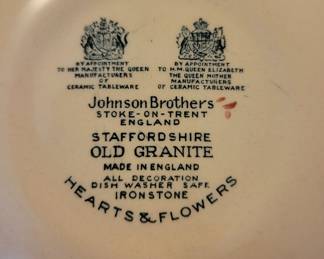 BY APPOINTMENT
TO HER MAJESTY THE QUEEN
MANUFACTURERS
OF
CERAMIC TABLEWARE
BY APPOINTMENT
TO H.M. QUEEN ELIZABETH
THE QUEEN MOTHER
MANUFACTURERS
OF CERAMIC TABLEWARE
Johnson Brothers
STOKE-ON-TRENT
ENGLAND
STAFFORDSHIRE
OLD GRANITE
MADE IN ENGLAND
ALL DECORATION
DISH WASHER SAFE
IRONSTONE
HEARTS & FLOWERS